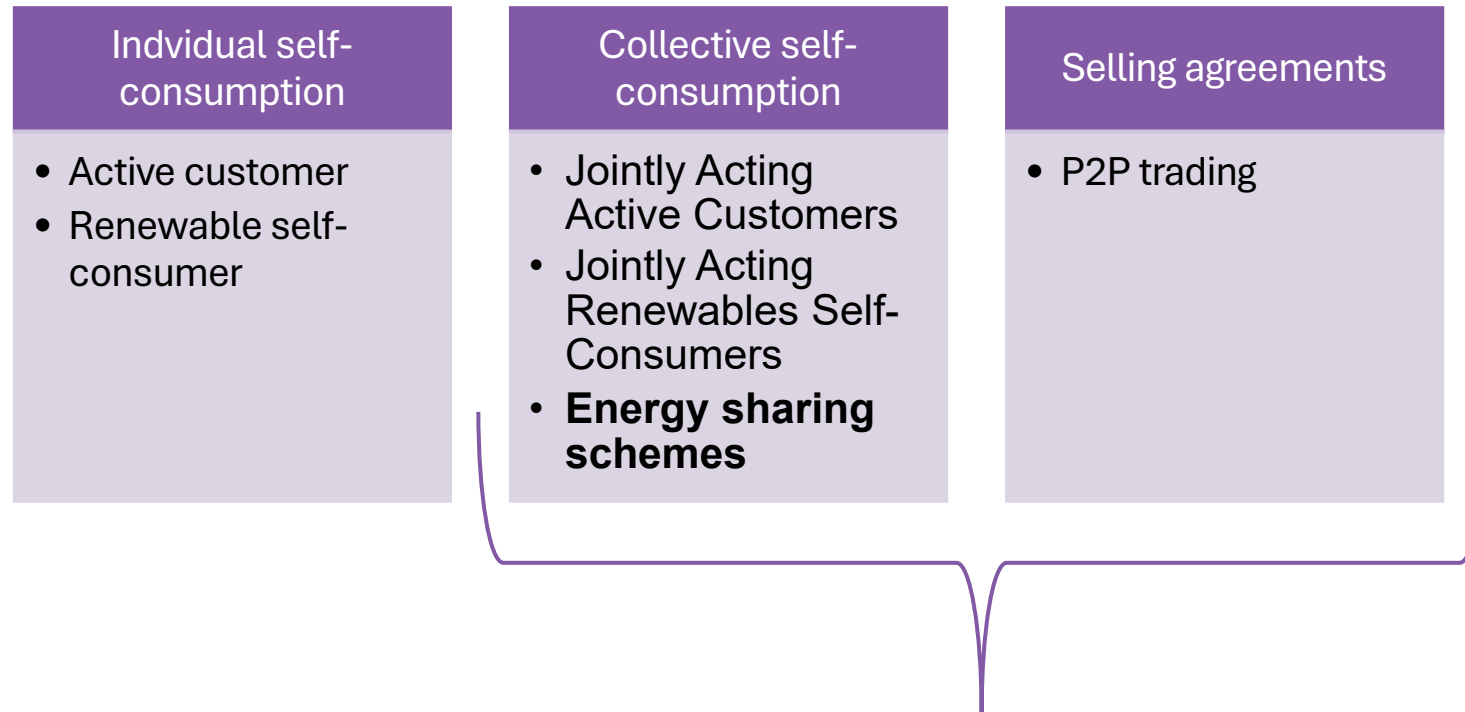 Indvidual self-
consumption
• Active customer
• Renewable self-
consumer
Collective self-
consumption
• Jointly Acting
Active Customers
• Jointly Acting
Renewables Self-
Consumers
• Energy sharing
schemes
Selling agreements
• P2P trading